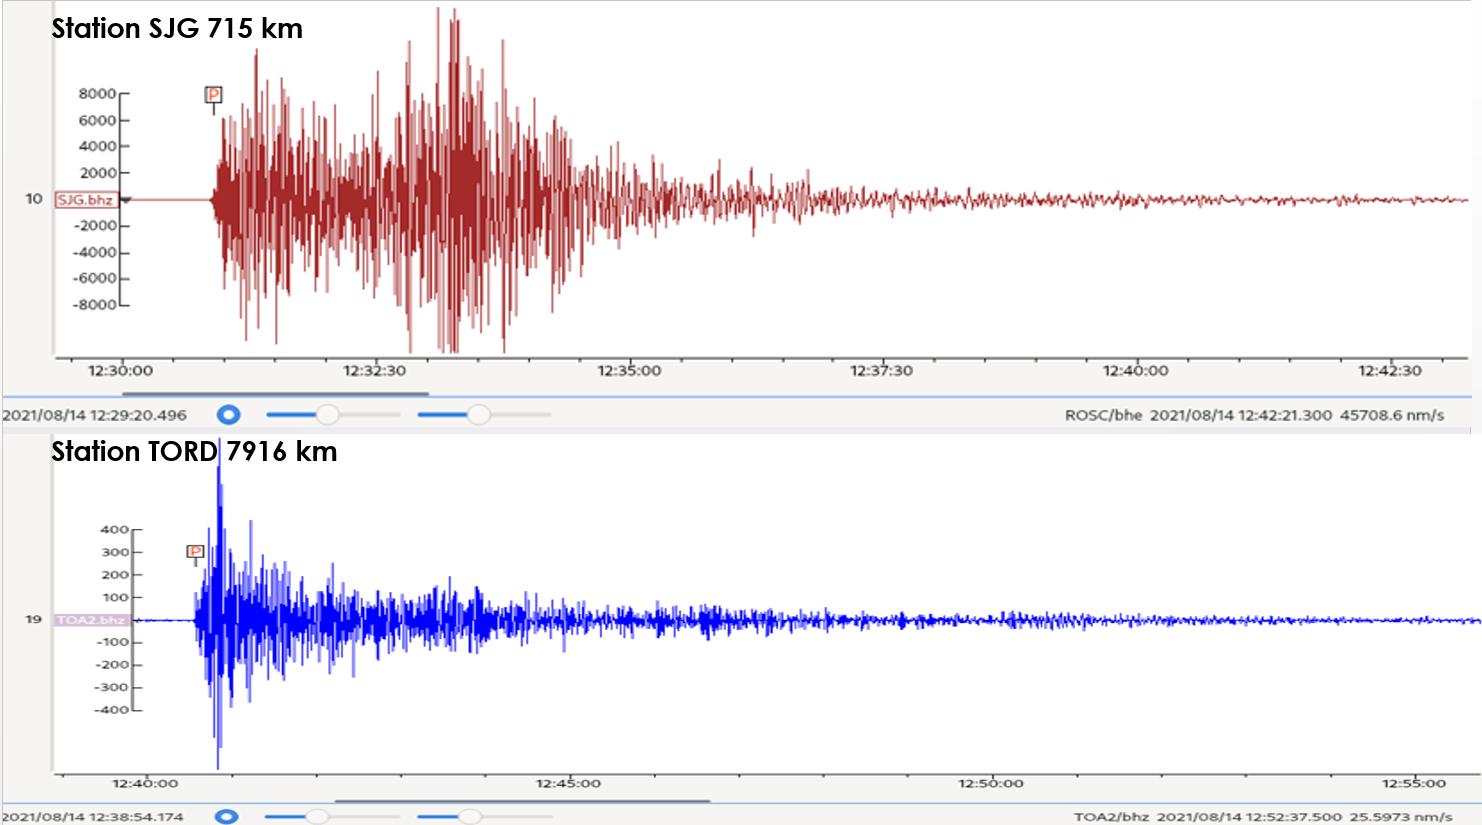 Station SJG 715 km
P
8000
6000
4000
2000
10
SJG.bhz
-2000
-4000
-6000
-8000
12:30:00 12:32:30 12:35:00 12:37:30 12:40:00 12:42:30
2021/08/14 12:29:20.496 ROSC/bhe 2021/08/14 12:42:21.300 45708.6 nm/s
Station TORD 7916 km
400
P
300
200
100
19
TOA2.bhz
-100
-200
-300
-400
12:40:00 12:45:00 12:50:00 12:55:00
2021/08/14 12:38:54.174 TOA2/bhz 2021/08/14 12:52:37.500 25.5973 nm/s